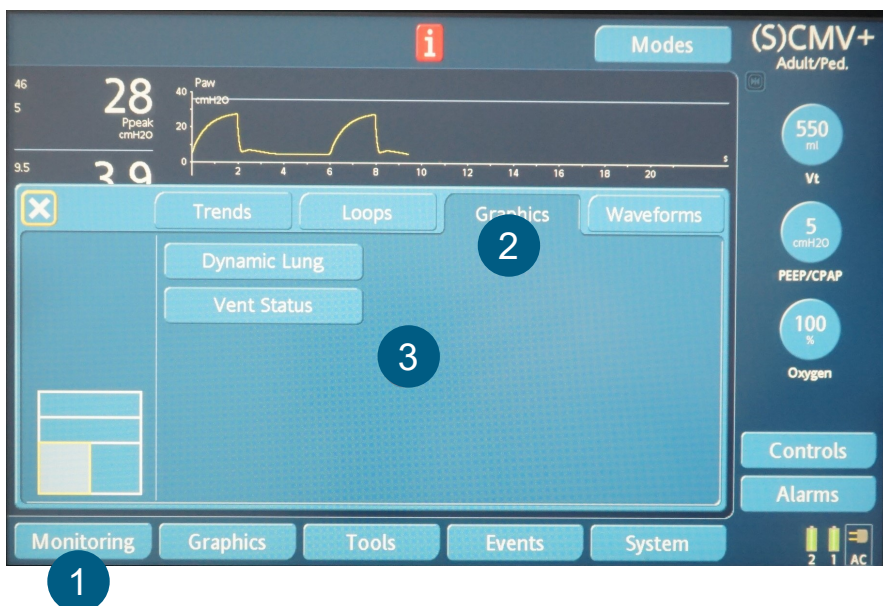 i
Modes
(S)CMV+
Adult/Ped.
46
5
28
Ppeak
cmH2O
Paw
cmH2O
40
20
0
2 4 6 8 10 12 14 16 18 20
s
9.5
3.9
550
ml
Vt
5
cmH2O
PEEP/CPAP
100
%
Oxygen
Trends Loops Graphics Waveforms
2
Dynamic Lung
Vent Status
3
Controls
Alarms
Monitoring Graphics Tools Events System
2 1 AC
1